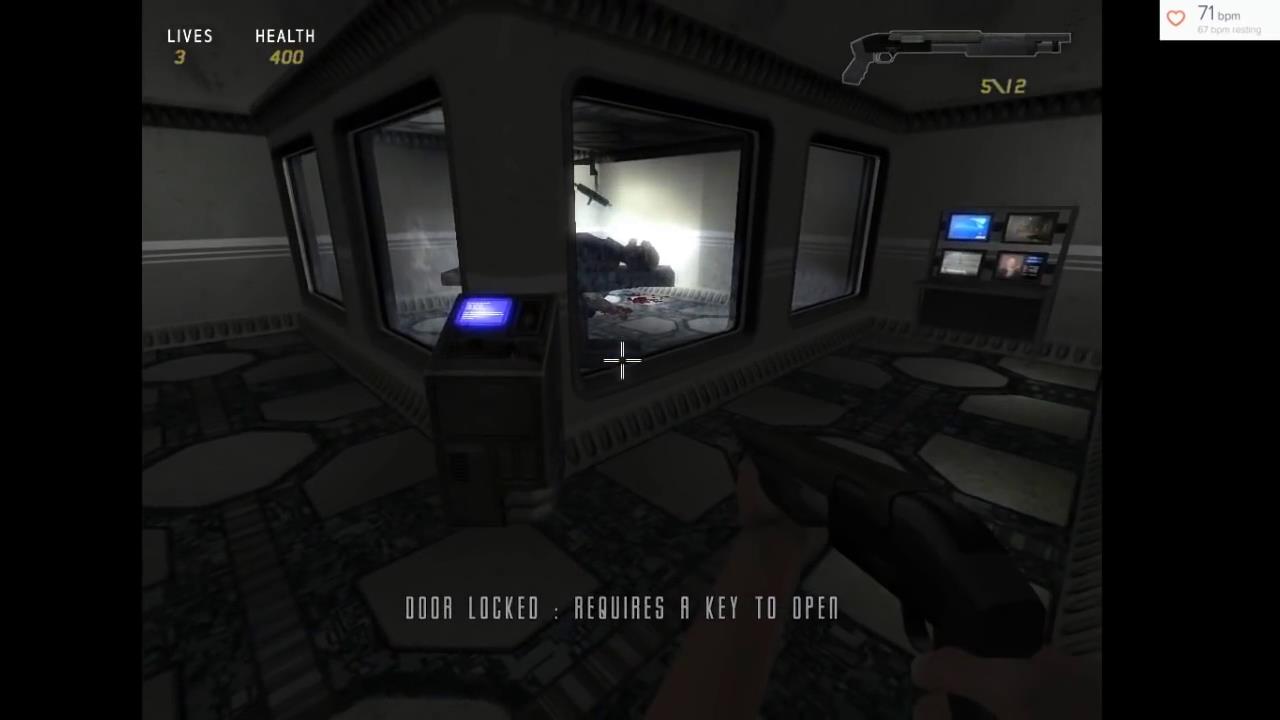 LIVES
3
HEALTH
400
5\12
71 bpm
67 bpm resting
DOOR LOCKED : REQUIRES A KEY TO OPEN